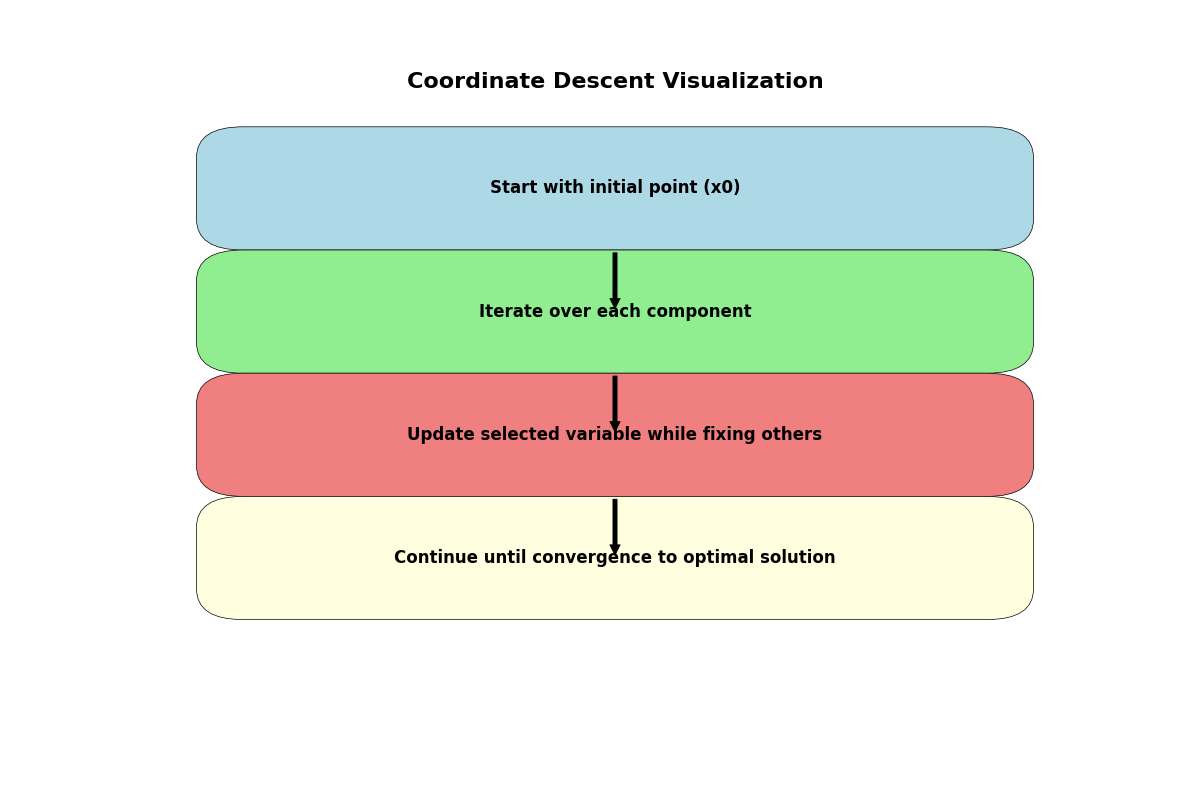 Coordinate Descent Visualization
Start with initial point (x0)
Iterate over each component
Update selected variable while fixing others
Continue until convergence to optimal solution